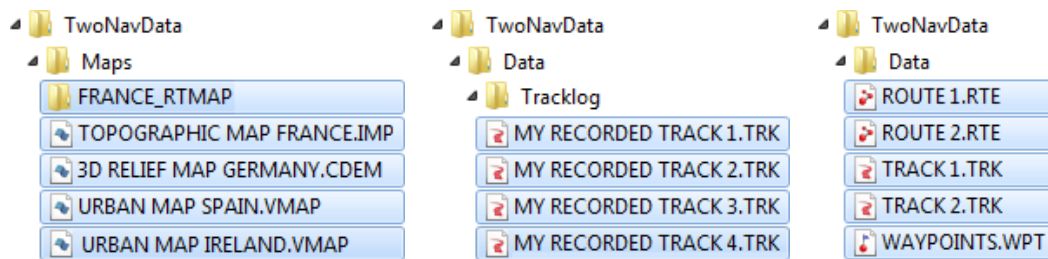 TwoNavData
Maps
FRANCE_RTMAP
TOPOGRAPHIC MAP FRANCE.IMP
3D RELIEF MAP GERMANY.CDEM
URBAN MAP SPAIN.VMAP
URBAN MAP IRELAND.VMAP
TwoNavData
Data
Tracklog
MY RECORDED TRACK 1.TRK
MY RECORDED TRACK 2.TRK
MY RECORDED TRACK 3.TRK
MY RECORDED TRACK 4.TRK
TwoNavData
Data
ROUTE 1.RTE
ROUTE 2.RTE
TRACK 1.TRK
TRACK 2.TRK
WAYPOINTS.WPT